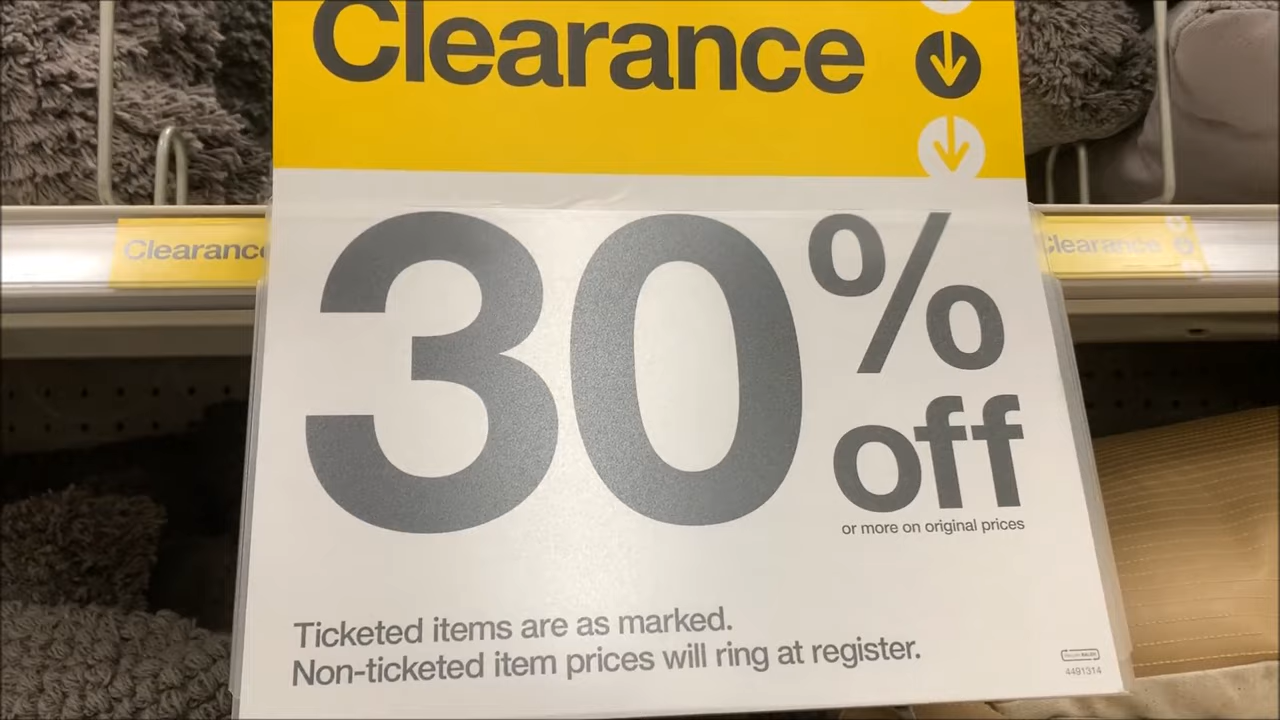 Clearance
Clearance
Clearance
30%
off
or more on original prices
Ticketed items are as marked.
Non-ticketed item prices will ring at register.
4491314